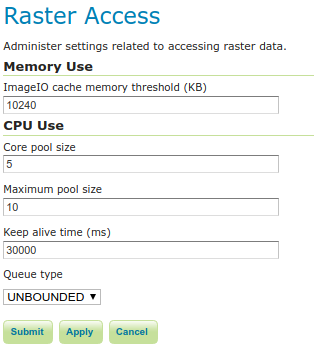 Raster Access
Administer settings related to accessing raster data.
Memory Use
ImageIO cache memory threshold (KB)
10240
CPU Use
Core pool size
5
Maximum pool size
10
Keep alive time (ms)
30000
Queue type
UNBOUNDED
Submit Apply Cancel